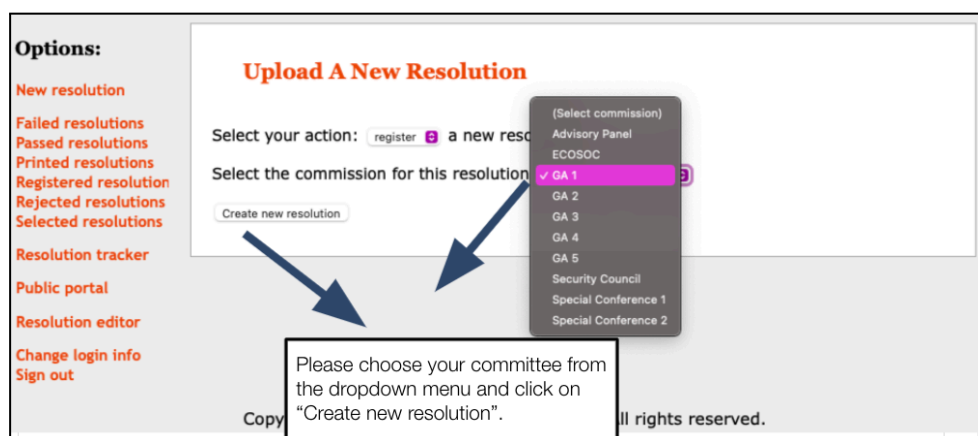 Options:
New resolution
Failed resolutions
Passed resolutions
Printed resolutions
Registered resolution
Rejected resolutions
Selected resolutions
Resolution tracker
Public portal
Resolution editor
Change login info
Sign out
Upload A New Resolution
Select your action: register a new
Select the commission for this resolution
Create new resolution
(Select commission)
Advisory Panel
ECOSOC
✓ GA 1
GA 2
GA 3
GA 4
GA 5
Security Council
Special Conference 1
Special Conference 2
Please choose your committee from
the dropdown menu and click on
“Create new resolution”.
rights reserved.